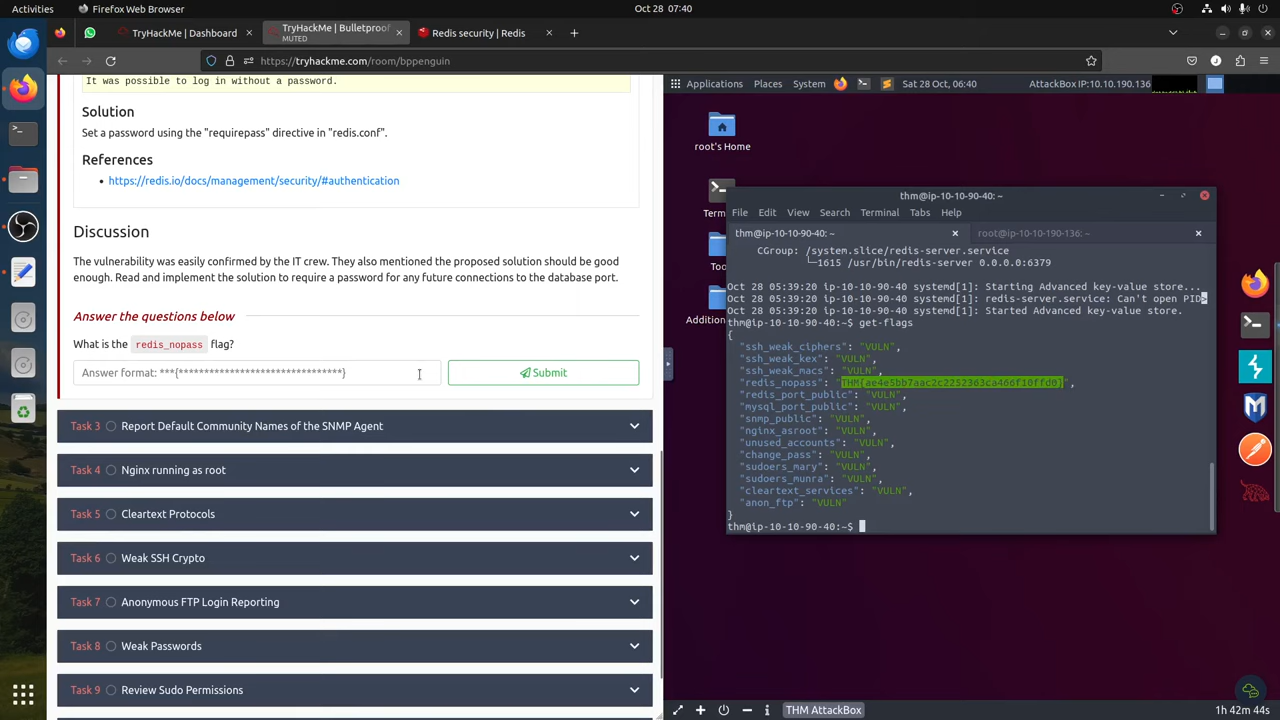 Activities
Firefox Web Browser
Oct 28 07:40
TryHackMe | Dashboard
TryHackMe | Bulletproof
MUTED
Redis security | Redis
https://tryhackme.com/room/bppenguin
It was possible to log in without a password.
Solution
Set a password using the "requirepass" directive in "redis.conf".
References
https://redis.io/docs/management/security/#authentication
Discussion
The vulnerability was easily confirmed by the IT crew. They also mentioned the proposed solution should be good
enough. Read and implement the solution to require a password for any future connections to the database port.
Answer the questions below
What is the redis_nopass flag?
Answer format: ***{********************************}
Submit
Task 3 Report Default Community Names of the SNMP Agent
Task 4 Nginx running as root
Task 5 Cleartext Protocols
Task 6 Weak SSH Crypto
Task 7 Anonymous FTP Login Reporting
Task 8 Weak Passwords
Task 9 Review Sudo Permissions
Applications Places System
Sat 28 Oct, 06:40
AttackBox IP:10.10.190.136
root's Home
Term
Too
Addition
thm@ip-10-10-90-40: ~
File Edit View Search Terminal Tabs Help
thm@ip-10-10-90-40: ~
root@ip-10-10-190-136: ~
CGroup: /system.slice/redis-server.service
└─1615 /usr/bin/redis-server 0.0.0.0:6379
Oct 28 05:39:20 ip-10-10-90-40 systemd[1]: Starting Advanced key-value store...
Oct 28 05:39:20 ip-10-10-90-40 systemd[1]: redis-server.service: Can't open PID>
Oct 28 05:39:20 ip-10-10-90-40 systemd[1]: Started Advanced key-value store.
thm@ip-10-10-90-40:~$ get-flags
{
"ssh_weak_ciphers": "VULN",
"ssh_weak_kex": "VULN",
"ssh_weak_macs": "VULN",
"redis_nopass":
"redis_port_public": "VULN",
"mysql_port_public": "VULN",
"snmp_public": "VULN",
"nginx_asroot": "VULN",
"unused_accounts": "VULN",
"change_pass": "VULN",
"sudoers_mary": "VULN",
"sudoers_munra": "VULN",
"cleartext_services": "VULN",
"anon_ftp": "VULN"
}
thm@ip-10-10-90-40:~$
THM AttackBox
1h 42m 44s